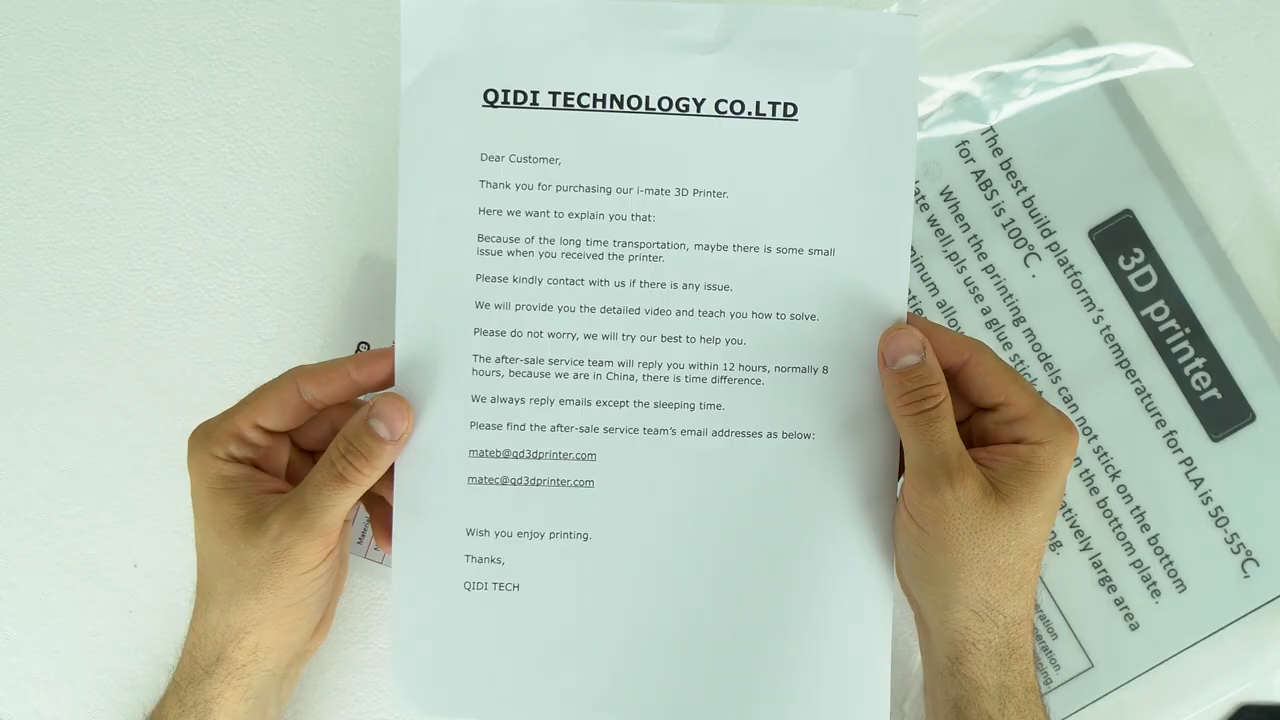 QIDI TECHNOLOGY CO.LTD
Dear Customer,
Thank you for purchasing our i-mate 3D Printer.
Here we want to explain you that:
Because of the long time transportation, maybe there is some small
issue when you received the printer.
Please kindly contact with us if there is any issue.
We will provide you the detailed video and teach you how to solve.
Please do not worry, we will try our best to help you.
The after-sale service team will reply you within 12 hours, normally 8
hours, because we are in China, there is time difference.
We always reply emails except the sleeping time.
Please find the after-sale service team's email addresses as below:
mateb@qd3dprinter.com
matec@qd3dprinter.com
Wish you enjoy printing.
Thanks,
QIDI TECH
3D printer
The best build platform's temperature for PLA is 50-55℃,
for ABS is 100℃ .
When the printing models can not stick on the bottom
well,pls use a glue stick on the bottom plate.
large area
Material